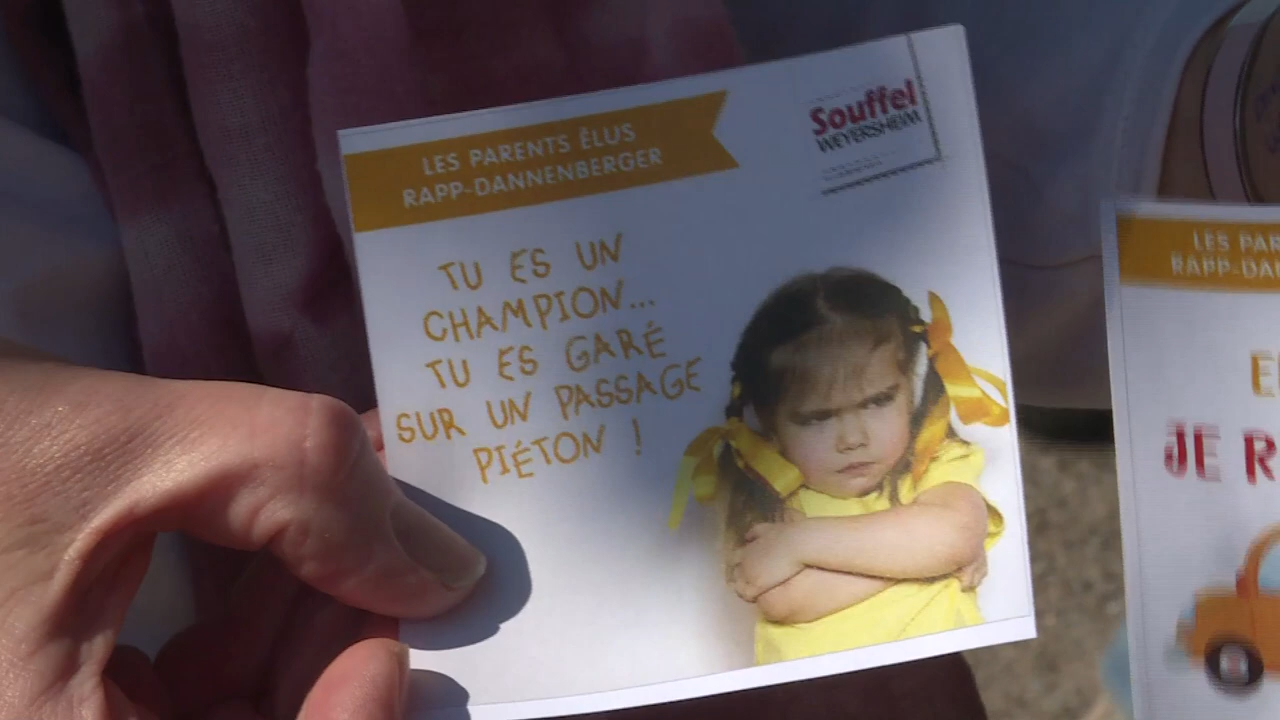 LES PARENTS ÉLUS
RAPP-DANNENBERGER
Souffel
WEYERSHEIM
TU ES UN
CHAMPION...
TU ES GARÉ
SUR UN PASSAGE
PIÉTON !
LES PAR
RAPP-DAN
E
JE R